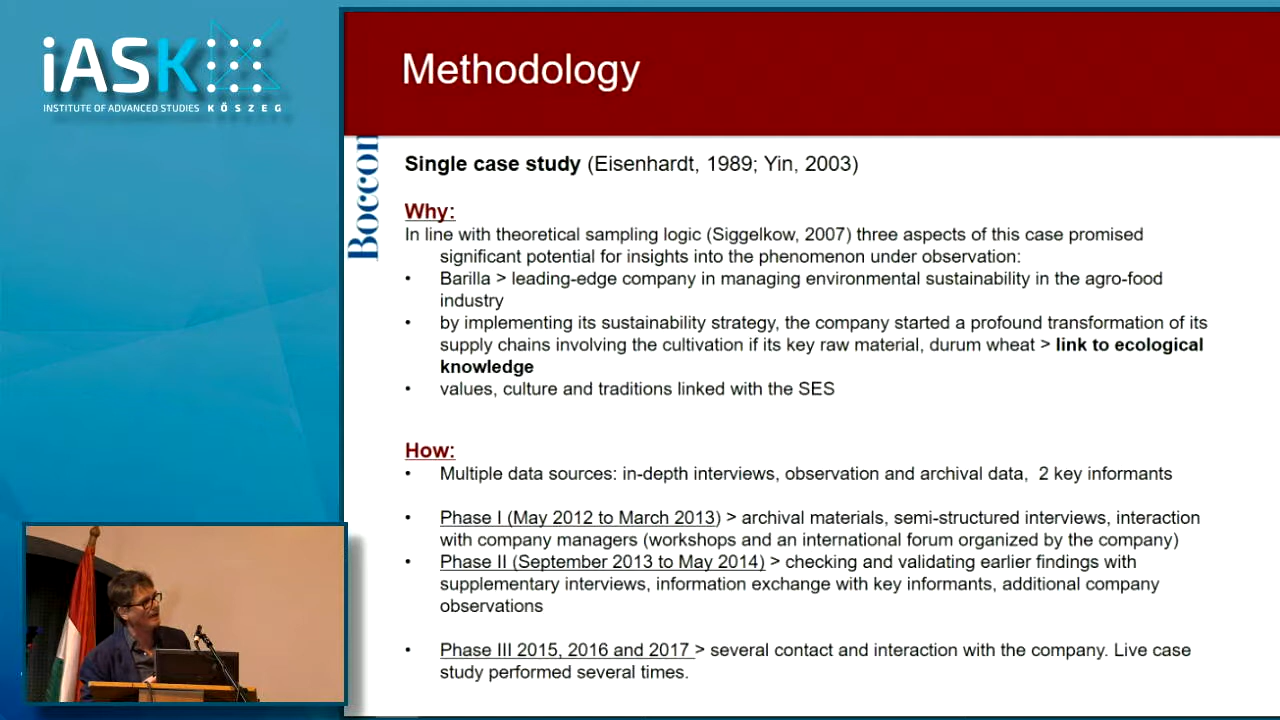 iASK
INSTITUTE OF ADVANCED STUDIES KŐSZEG
Methodology
Boccon
Single case study (Eisenhardt, 1989; Yin, 2003)
Why:
In line with theoretical sampling logic (Siggelkow, 2007) three aspects of this case promised
significant potential for insights into the phenomenon under observation:
• Barilla > leading-edge company in managing environmental sustainability in the agro-food
industry
• by implementing its sustainability strategy, the company started a profound transformation of its
supply chains involving the cultivation if its key raw material, durum wheat > link to ecological
knowledge
• values, culture and traditions linked with the SES
How:
• Multiple data sources: in-depth interviews, observation and archival data, 2 key informants
• Phase I (May 2012 to March 2013) > archival materials, semi-structured interviews, interaction
with company managers (workshops and an international forum organized by the company)
• Phase II (September 2013 to May 2014) > checking and validating earlier findings with
supplementary interviews, information exchange with key informants, additional company
observations
• Phase III 2015, 2016 and 2017 > several contact and interaction with the company. Live case
study performed several times.